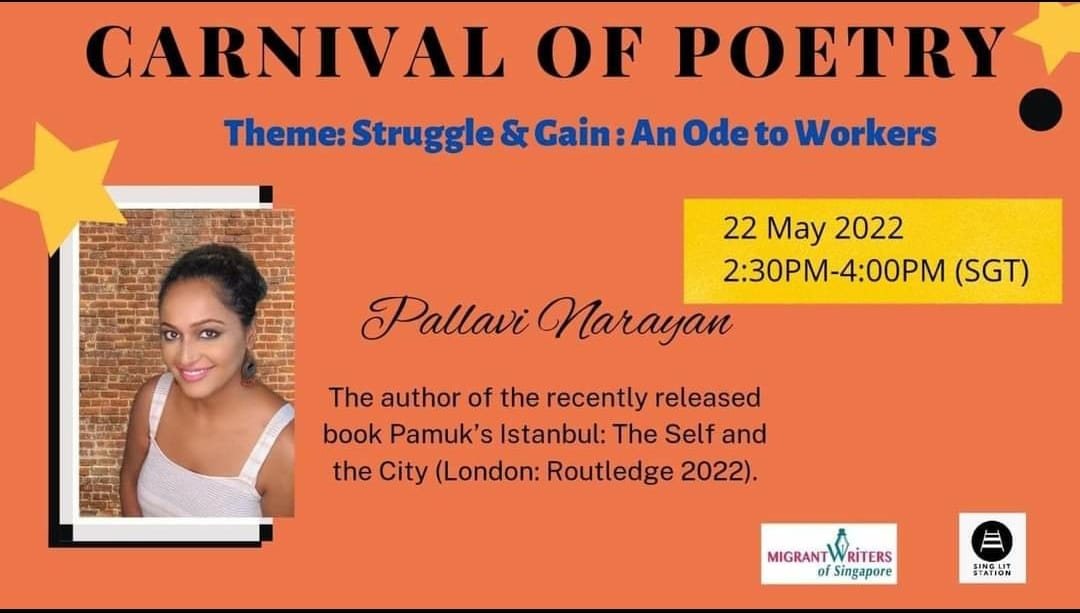 CARNIVAL OF POETRY
Theme: Struggle & Gain : An Ode to Workers
22 May 2022
2:30PM-4:00PM (SGT)
Pallavi Narayan
The author of the recently released
book Pamuk's Istanbul: The Self and
the City (London: Routledge 2022).
MIGRANT WRITERS
of Singapore
SING LIT
STATION